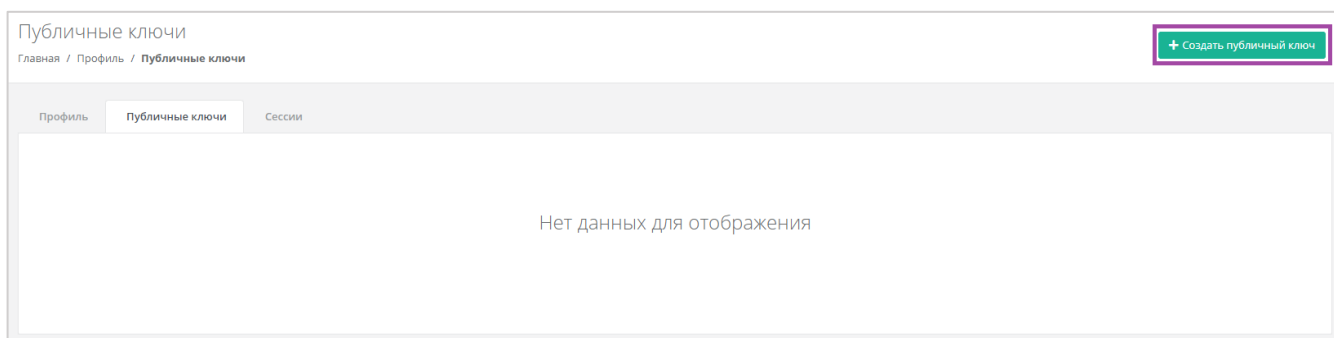 Публичные ключи
+ Создать публичный ключ
Главная / Профиль / Публичные ключи
Профиль Публичные ключи Сессии
Нет данных для отображения